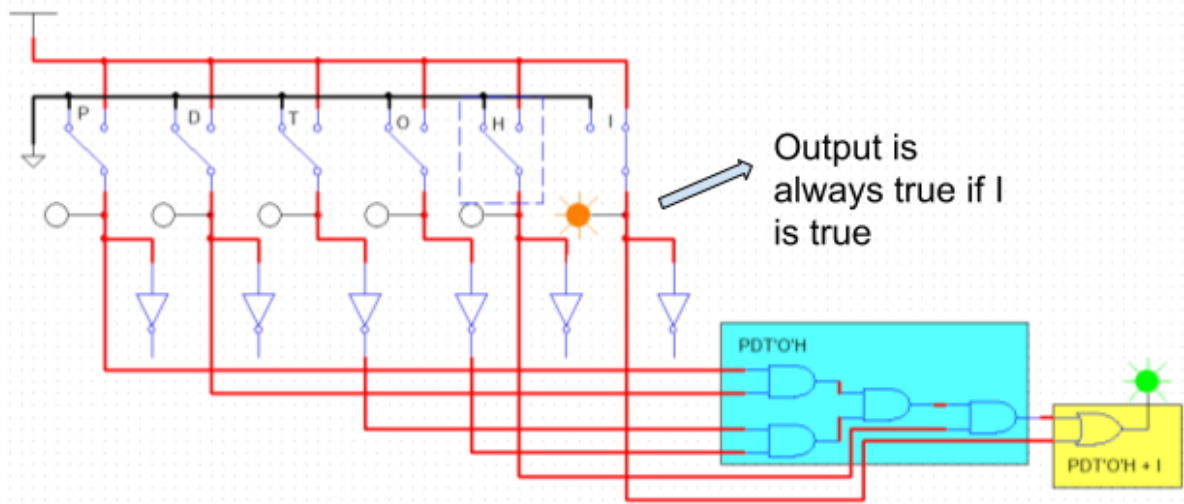 P
D
T
O
H
I
Output is
always true if I
is true
PDT'O'H
PDT'O'H + I